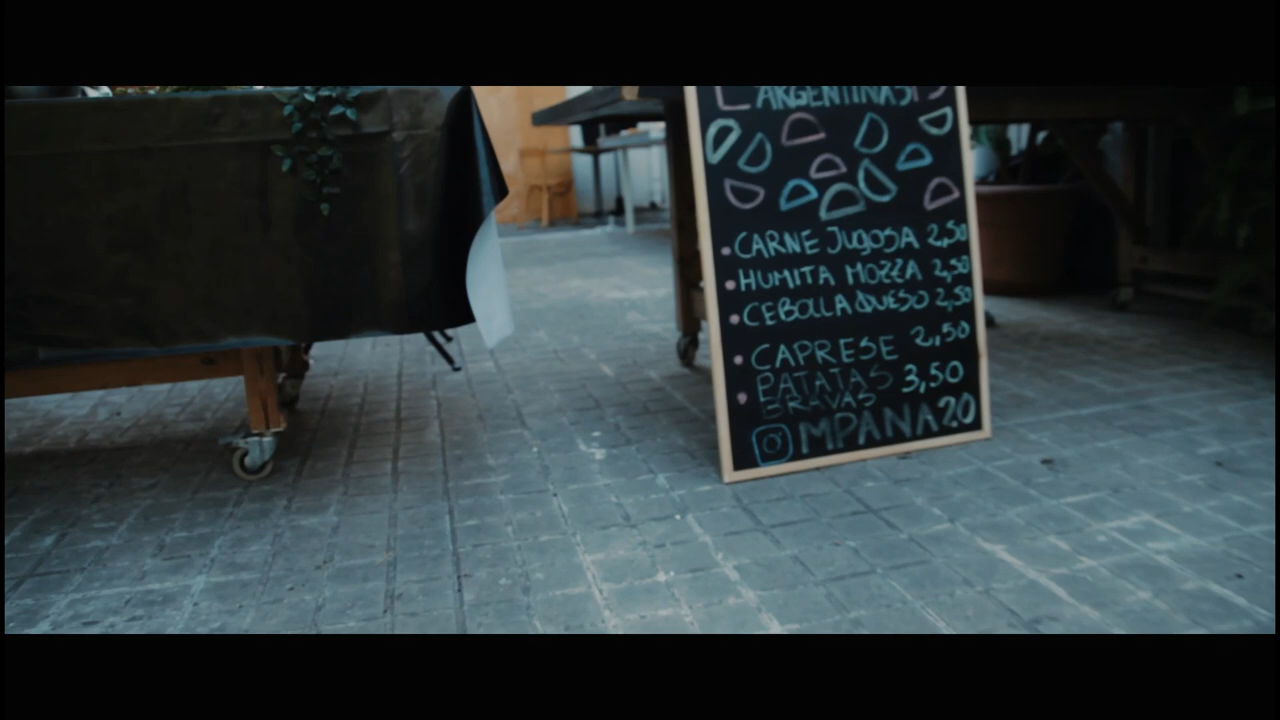 ARGENTINAS
CARNE JUGOSA 2,50
HUMITA MOZZA 2,50
CEBOLLA QUESO 2,50
CAPRESE 2,50
PATATAS BRAVAS 3,50
MPANA20